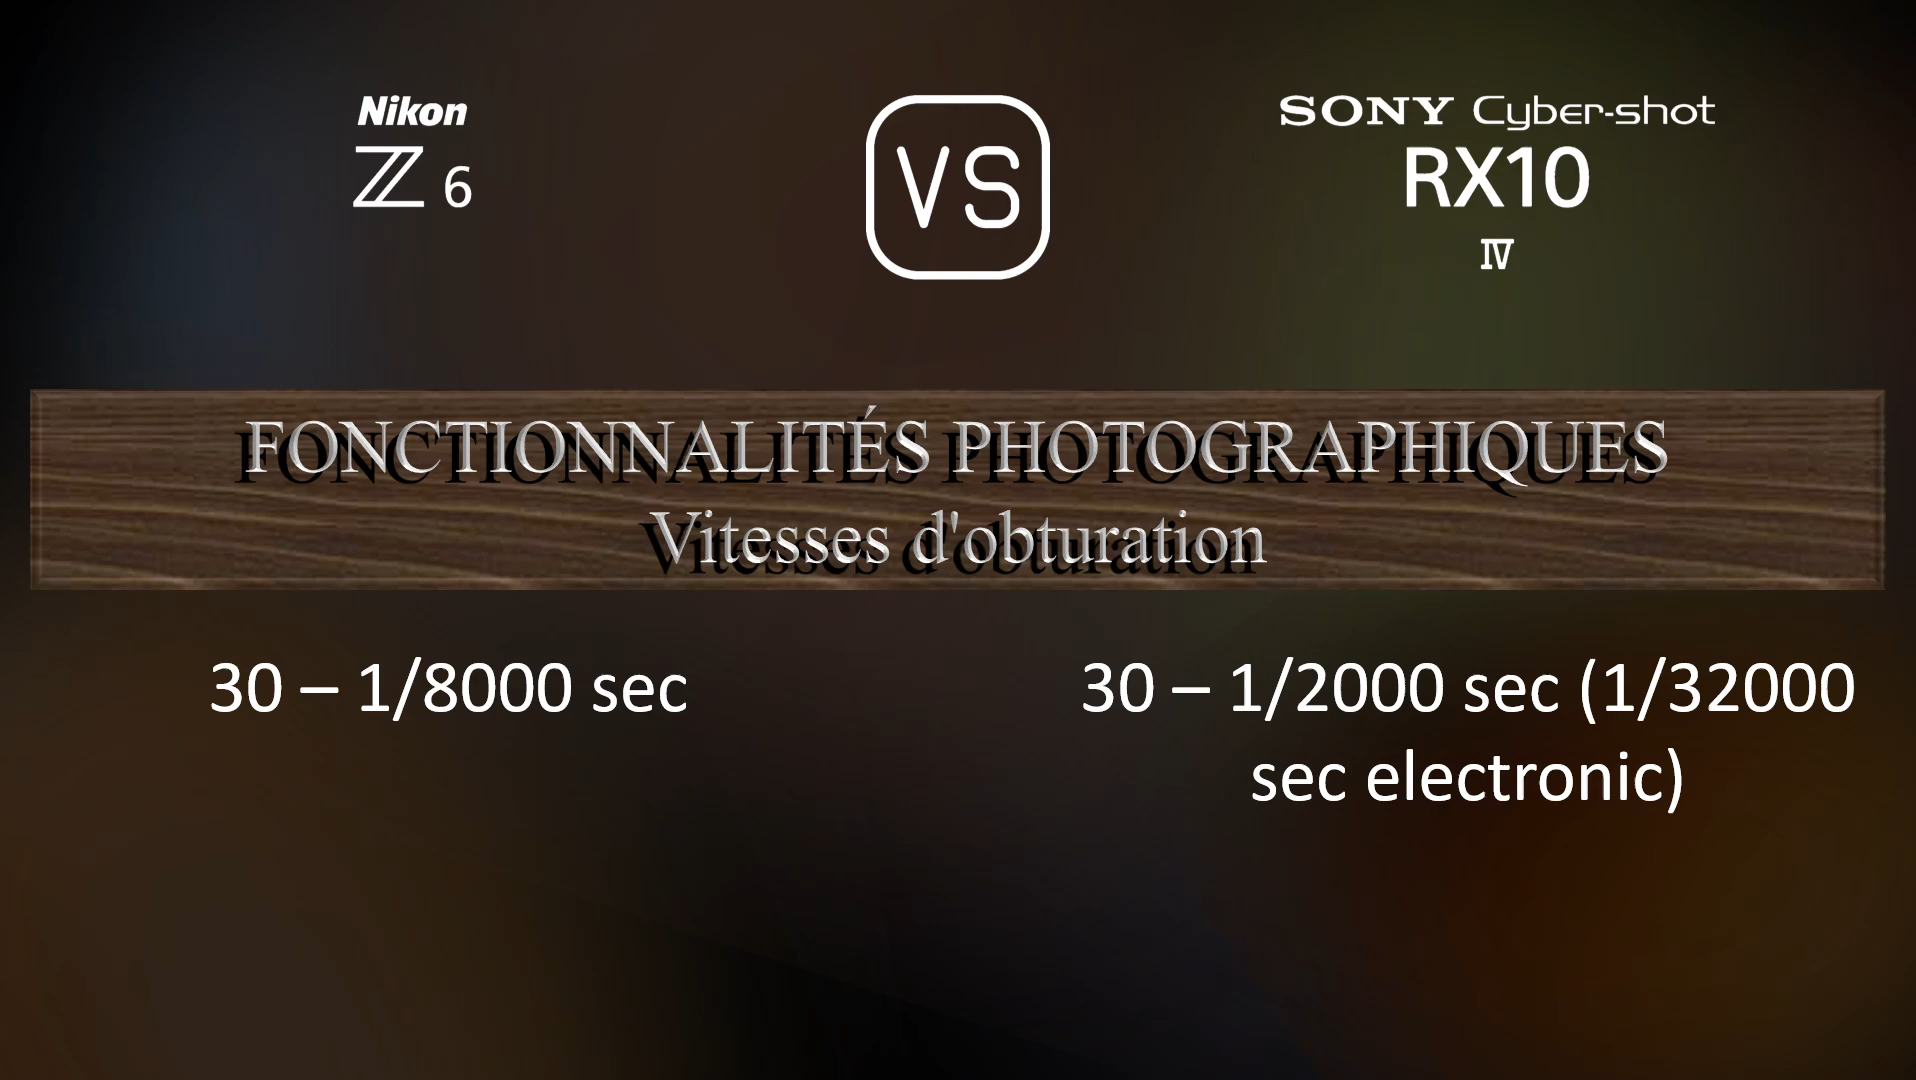 Nikon
Z 6
VS
SONY Cyber-shot
RX10
IV
FONCTIONNALITÉS PHOTOGRAPHIQUES
Vitesses d'obturation
30 – 1/8000 sec
30 – 1/2000 sec (1/32000
sec electronic)